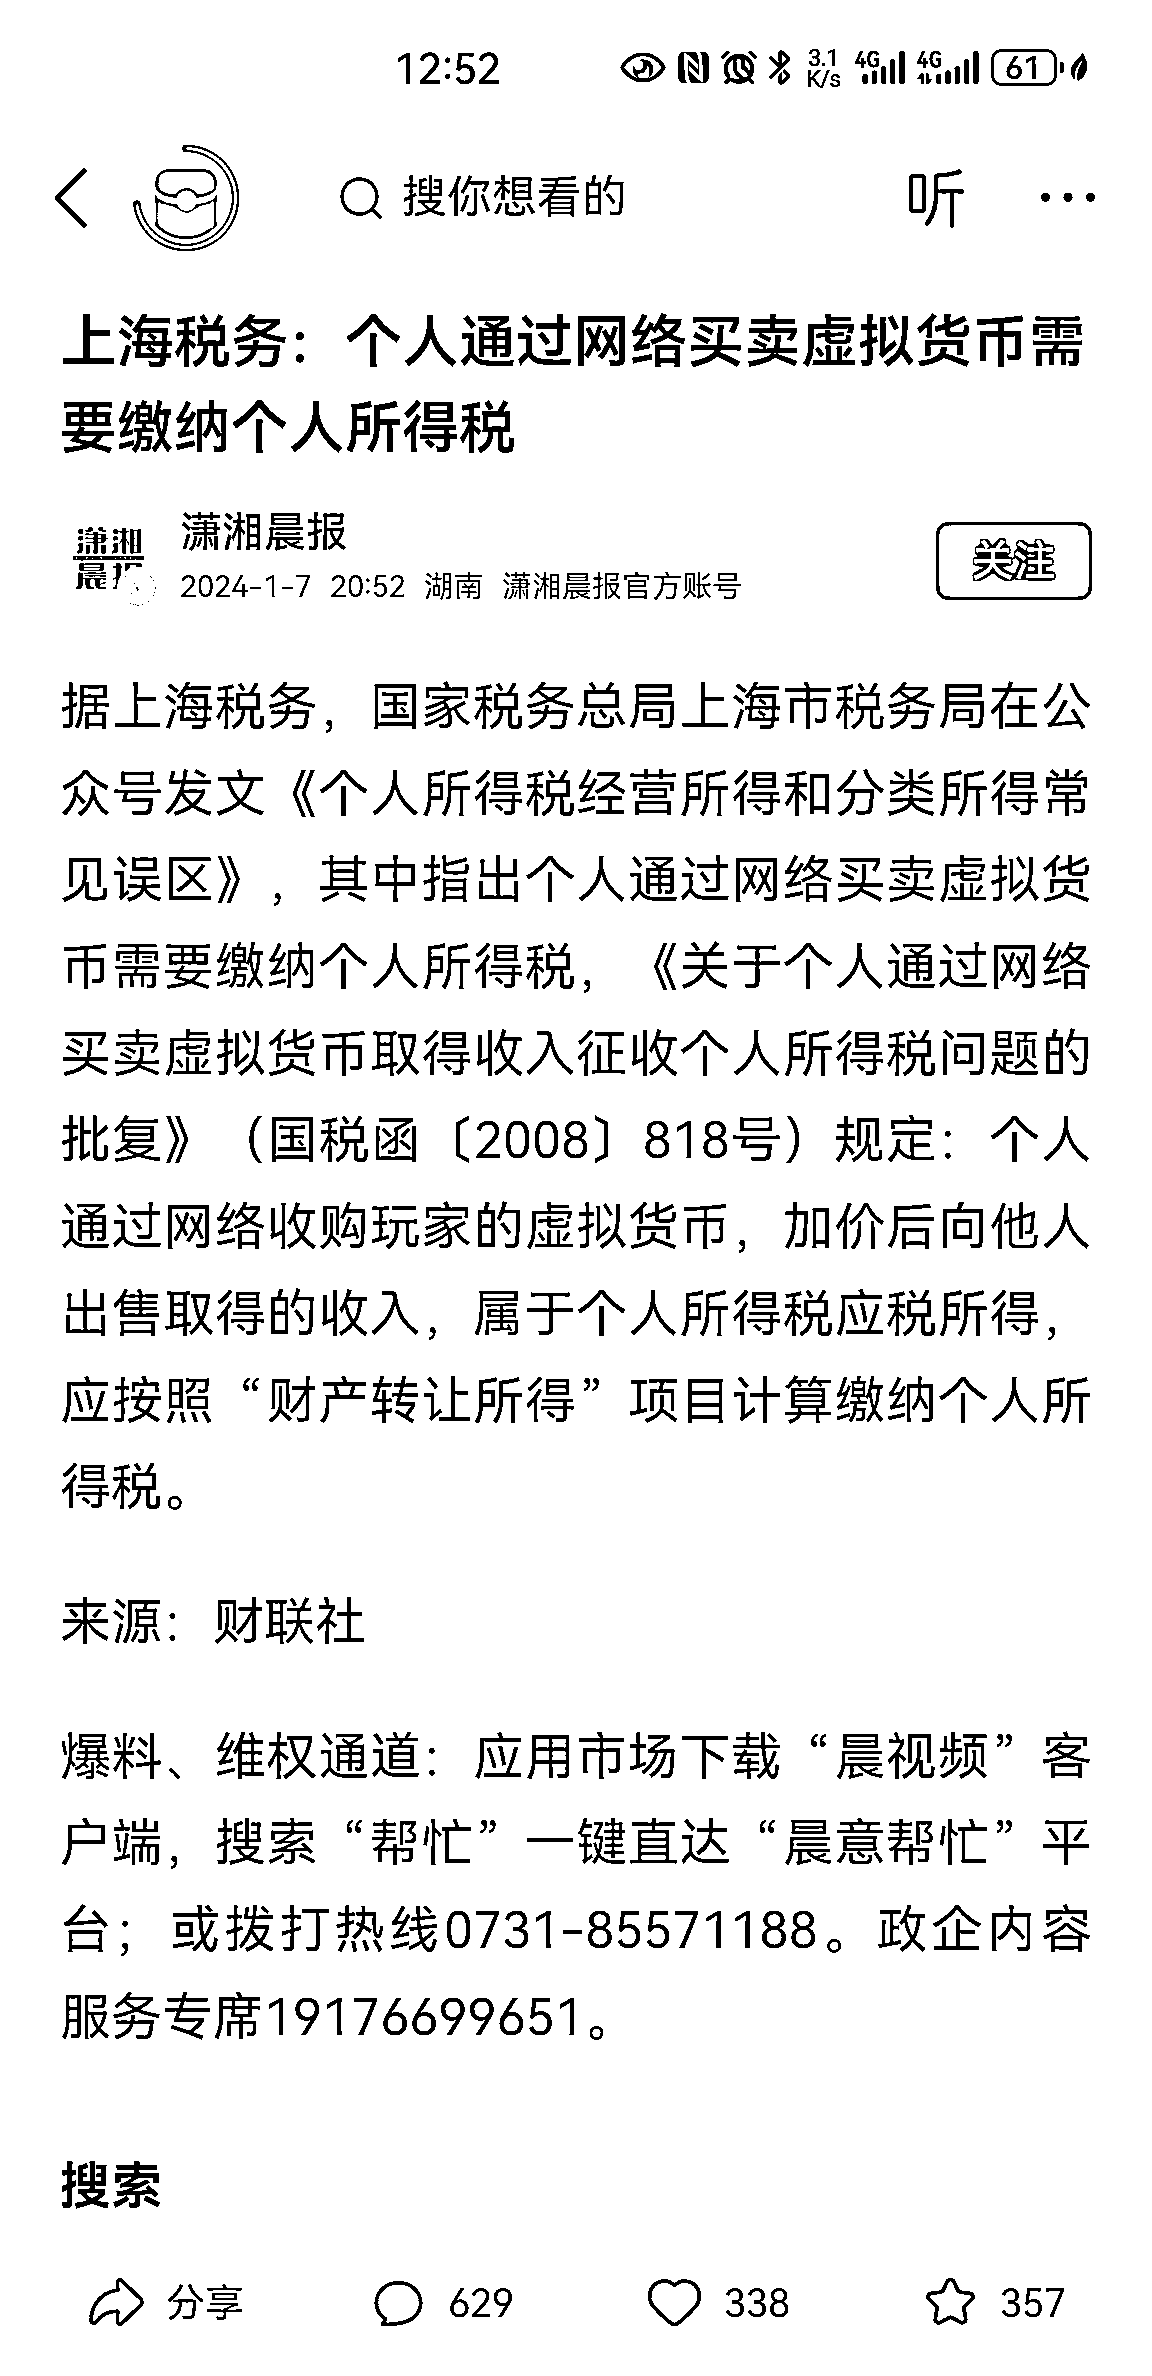 12:52 3.1 K/s 4G 4G 61
搜你想看的 听
上海税务：个人通过网络买卖虚拟货币需
要缴纳个人所得税
潇湘晨报
2024-1-7 20:52 湖南 潇湘晨报官方账号
关注
据上海税务，国家税务总局上海市税务局在公
众号发文《个人所得税经营所得和分类所得常
见误区》，其中指出个人通过网络买卖虚拟货
币需要缴纳个人所得税，《关于个人通过网络
买卖虚拟货币取得收入征收个人所得税问题的
批复》（国税函〔2008〕818号）规定：个人
通过网络收购玩家的虚拟货币，加价后向他人
出售取得的收入，属于个人所得税应税所得，
应按照“财产转让所得”项目计算缴纳个人所
得税。
来源：财联社
爆料、维权通道：应用市场下载“晨视频”客
户端，搜索“帮忙”一键直达“晨意帮忙”平
台；或拨打热线0731-85571188。政企内容
服务专席19176699651。
搜索
分享 629 338 357